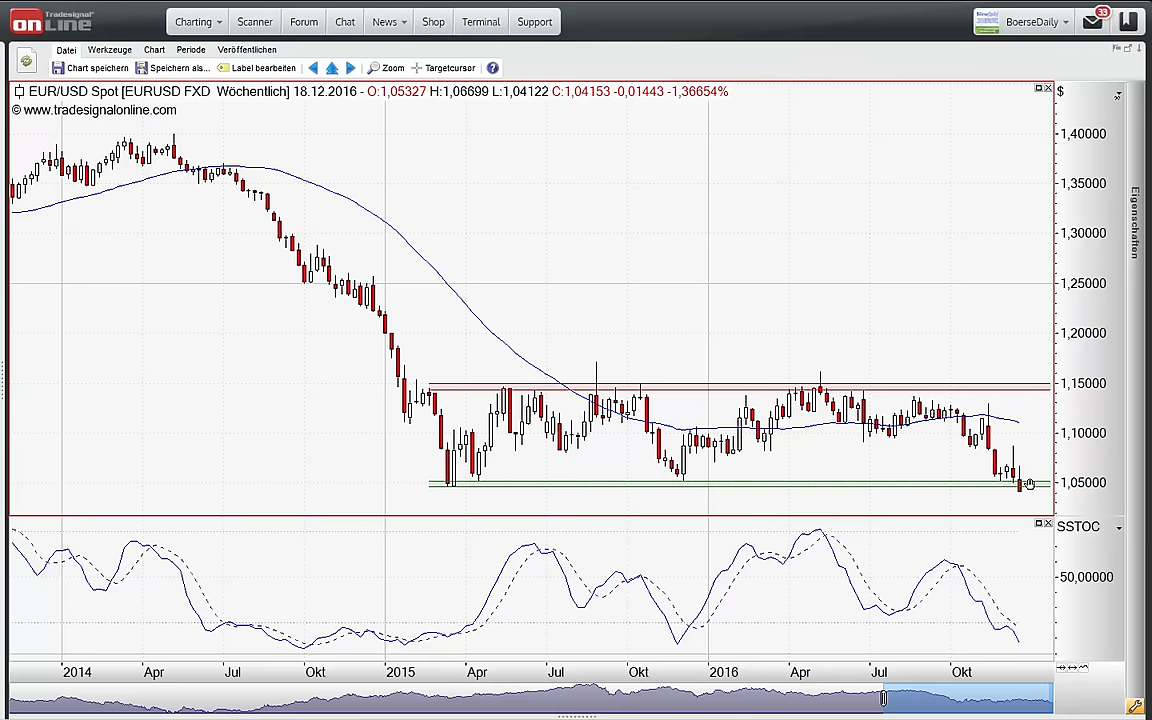 Tradesignal®
on LINE
Charting Scanner Forum Chat News Shop Terminal Support
BoerseDaily 33
Datei Werkzeuge Chart Periode Veröffentlichen
Chart speichern Speichern als... Label bearbeiten Zoom Targetcursor ?
EUR/USD Spot [EURUSD FXD Wöchentlich] 18.12.2016 - O:1,05327 H:1,06699 L:1,04122 C:1,04153 -0,01443 -1,36654%
© www.tradesignalonline.com
$
1,40000
1,35000
1,30000
1,25000
1,20000
1,15000
1,10000
1,05000
Eigenschaften
SSTOC
50,00000
2014 Apr Jul Okt 2015 Apr Jul Okt 2016 Apr Jul Okt